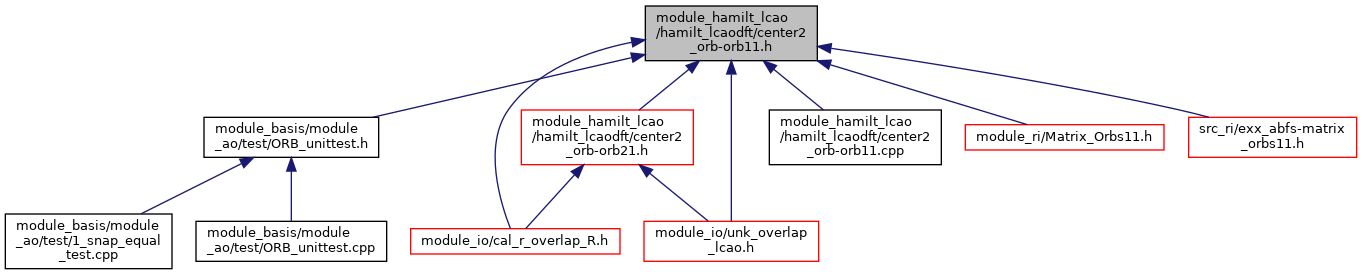 module_hamilt_lcao
/hamilt_lcaodft/center2
_orb-orb11.h
module_basis/module
_ao/test/ORB_unittest.h
module_hamilt_lcao
/hamilt_lcaodft/center2
_orb-orb21.h
module_hamilt_lcao
/hamilt_lcaodft/center2
_orb-orb11.cpp
module_ri/Matrix_Orbs11.h
src_ri/exx_abfs-matrix
_orbs11.h
module_basis/module
_ao/test/1_snap_equal
_test.cpp
module_basis/module
_ao/test/ORB_unittest.cpp
module_io/cal_r_overlap_R.h
module_io/unk_overlap
_lcao.h